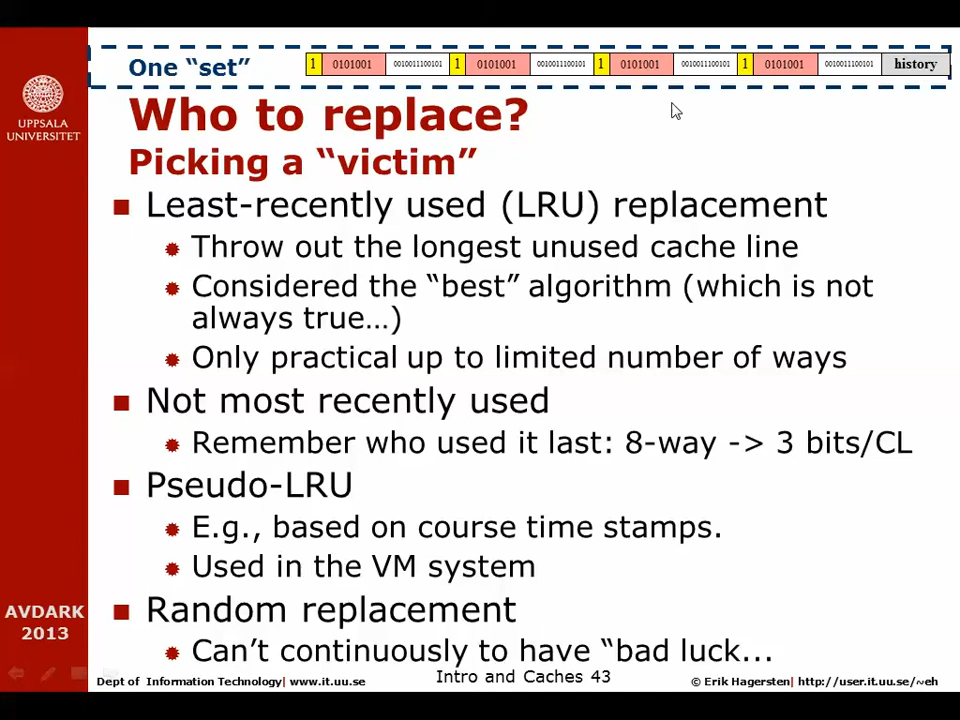 One “set”
1 0101001 0010011100101 1 0101001 0010011100101 1 0101001 0010011100101 1 0101001 0010011100101 history
UPPSALA
UNIVERSITET
Who to replace?
Picking a “victim”
Least-recently used (LRU) replacement
Throw out the longest unused cache line
Considered the “best” algorithm (which is not
always true…)
Only practical up to limited number of ways
Not most recently used
Remember who used it last: 8-way -> 3 bits/CL
Pseudo-LRU
E.g., based on course time stamps.
Used in the VM system
Random replacement
Can’t continuously to have “bad luck...
AVDARK
2013
Dept of Information Technology| www.it.uu.se
Intro and Caches 43
© Erik Hagersten| http://user.it.uu.se/~eh